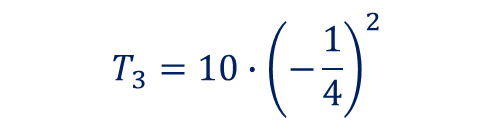 T₃ = 10 · (−1/4)²